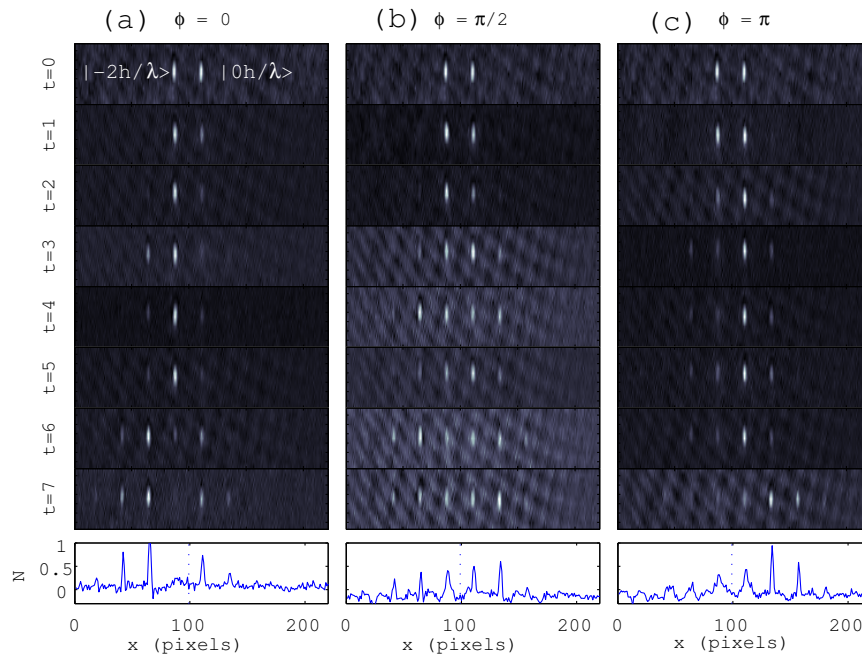 (a) ϕ = 0
(b) ϕ = π/2
(c) ϕ = π
t=0
|−2h/λ> |0h/λ>
t=1
t=2
t=3
t=4
t=5
t=6
t=7
N
1
0.5
0
0 100 200
x (pixels)
0 100 200
x (pixels)
0 100 200
x (pixels)